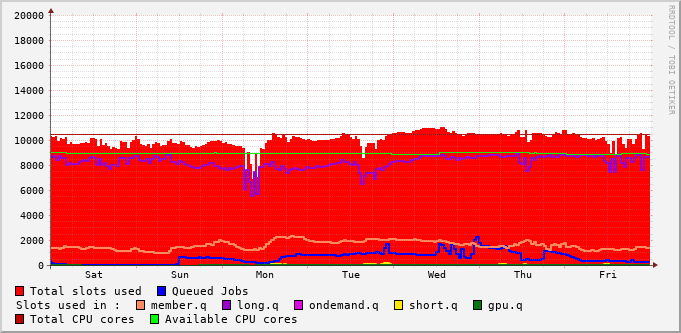 20000
18000
16000
14000
12000
10000
8000
6000
4000
2000
0
Sat Sun Mon Tue Wed Thu Fri
RRDTOOL / TOBI OETIKER
Total slots used Queued Jobs
Slots used in : member.q long.q ondemand.q short.q gpu.q
Total CPU cores Available CPU cores